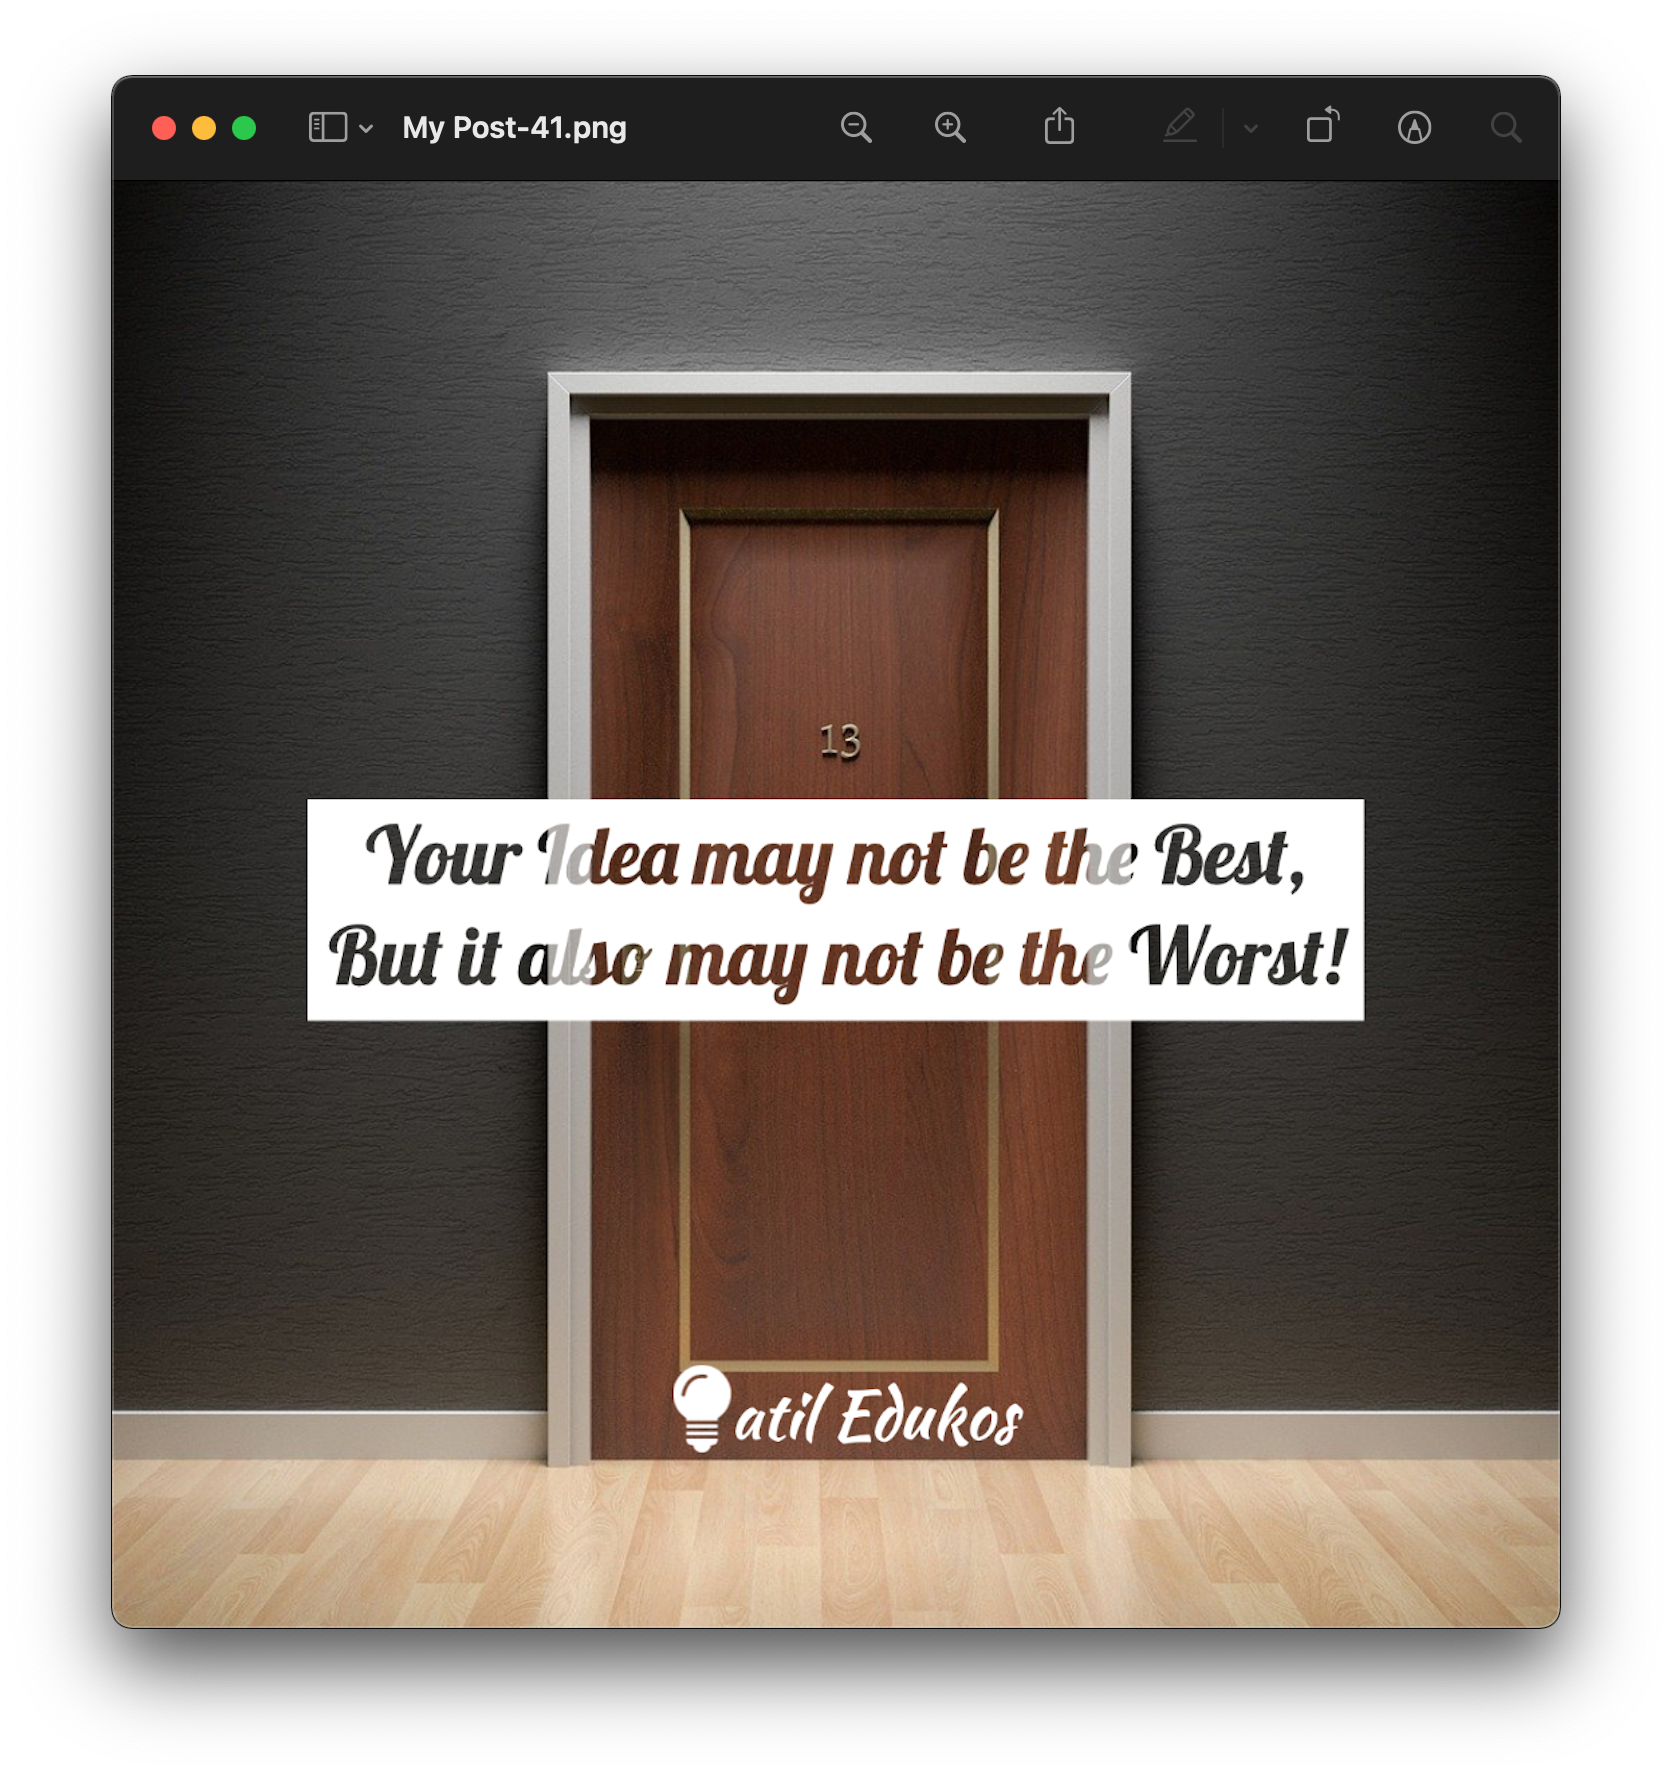 My Post-41.png
13
Your Idea may not be the Best,
But it also may not be the Worst!
atil Edukos